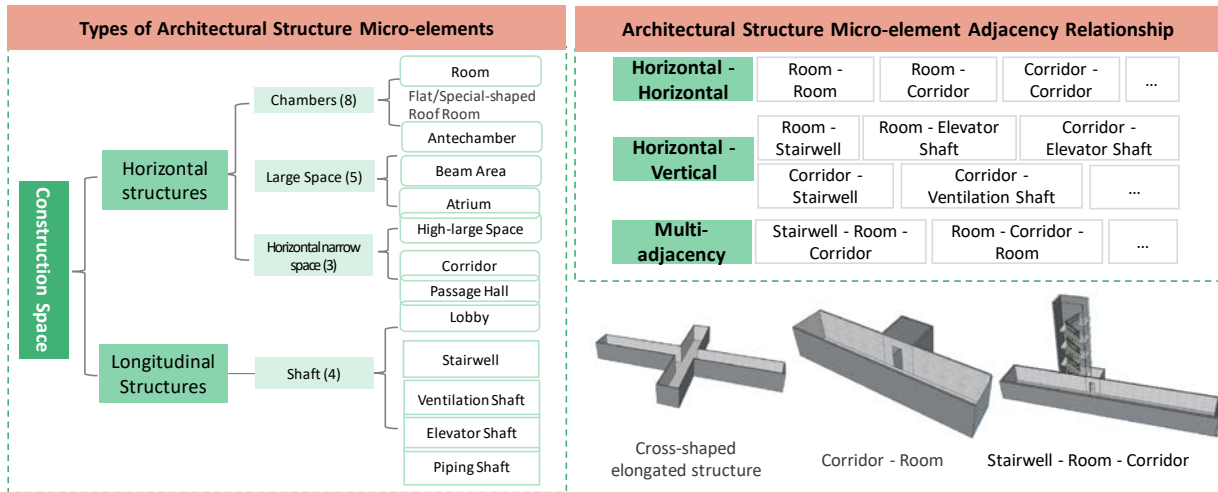 Types of Architectural Structure Micro-elements
Construction Space
Horizontal
structures
Longitudinal
Structures
Chambers (8)
Large Space (5)
Horizontal narrow
space (3)
Shaft (4)
Room
Flat/Special-shaped
Roof Room
Antechamber
Beam Area
Atrium
High-large Space
Corridor
Passage Hall
Lobby
Stairwell
Ventilation Shaft
Elevator Shaft
Piping Shaft
Architectural Structure Micro-element Adjacency Relationship
Horizontal -
Horizontal
Room -
Room
Room -
Corridor
Corridor -
Corridor
...
Horizontal -
Vertical
Room -
Stairwell
Room - Elevator
Shaft
Corridor -
Elevator Shaft
Corridor -
Stairwell
Corridor -
Ventilation Shaft
...
Multi-
adjacency
Stairwell - Room -
Corridor
Room - Corridor -
Room
...
Cross-shaped
elongated structure
Corridor - Room
Stairwell - Room - Corridor